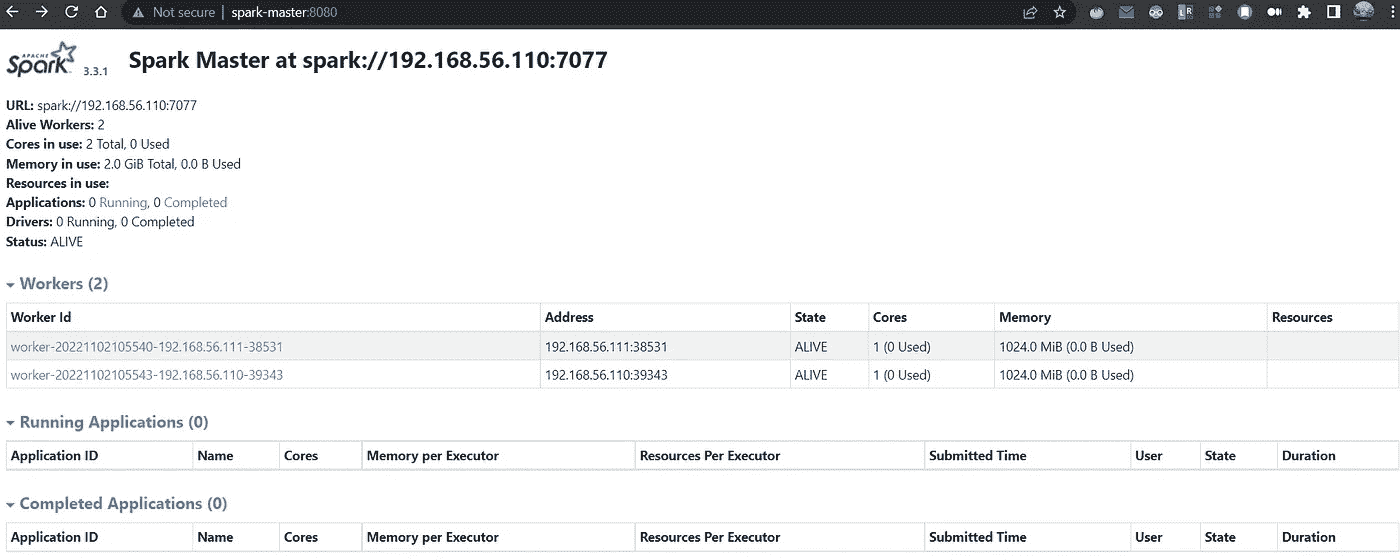 Not secure | spark-master:8080
APACHE Spark 3.3.1 Spark Master at spark://192.168.56.110:7077
URL: spark://192.168.56.110:7077
Alive Workers: 2
Cores in use: 2 Total, 0 Used
Memory in use: 2.0 GiB Total, 0.0 B Used
Resources in use:
Applications: 0 Running, 0 Completed
Drivers: 0 Running, 0 Completed
Status: ALIVE
Workers (2)
Worker Id Address State Cores Memory Resources
worker-20221102105540-192.168.56.111-38531 192.168.56.111:38531 ALIVE 1 (0 Used) 1024.0 MiB (0.0 B Used)
worker-20221102105543-192.168.56.110-39343 192.168.56.110:39343 ALIVE 1 (0 Used) 1024.0 MiB (0.0 B Used)
Running Applications (0)
Application ID Name Cores Memory per Executor Resources Per Executor Submitted Time User State Duration
Completed Applications (0)
Application ID Name Cores Memory per Executor Resources Per Executor Submitted Time User State Duration